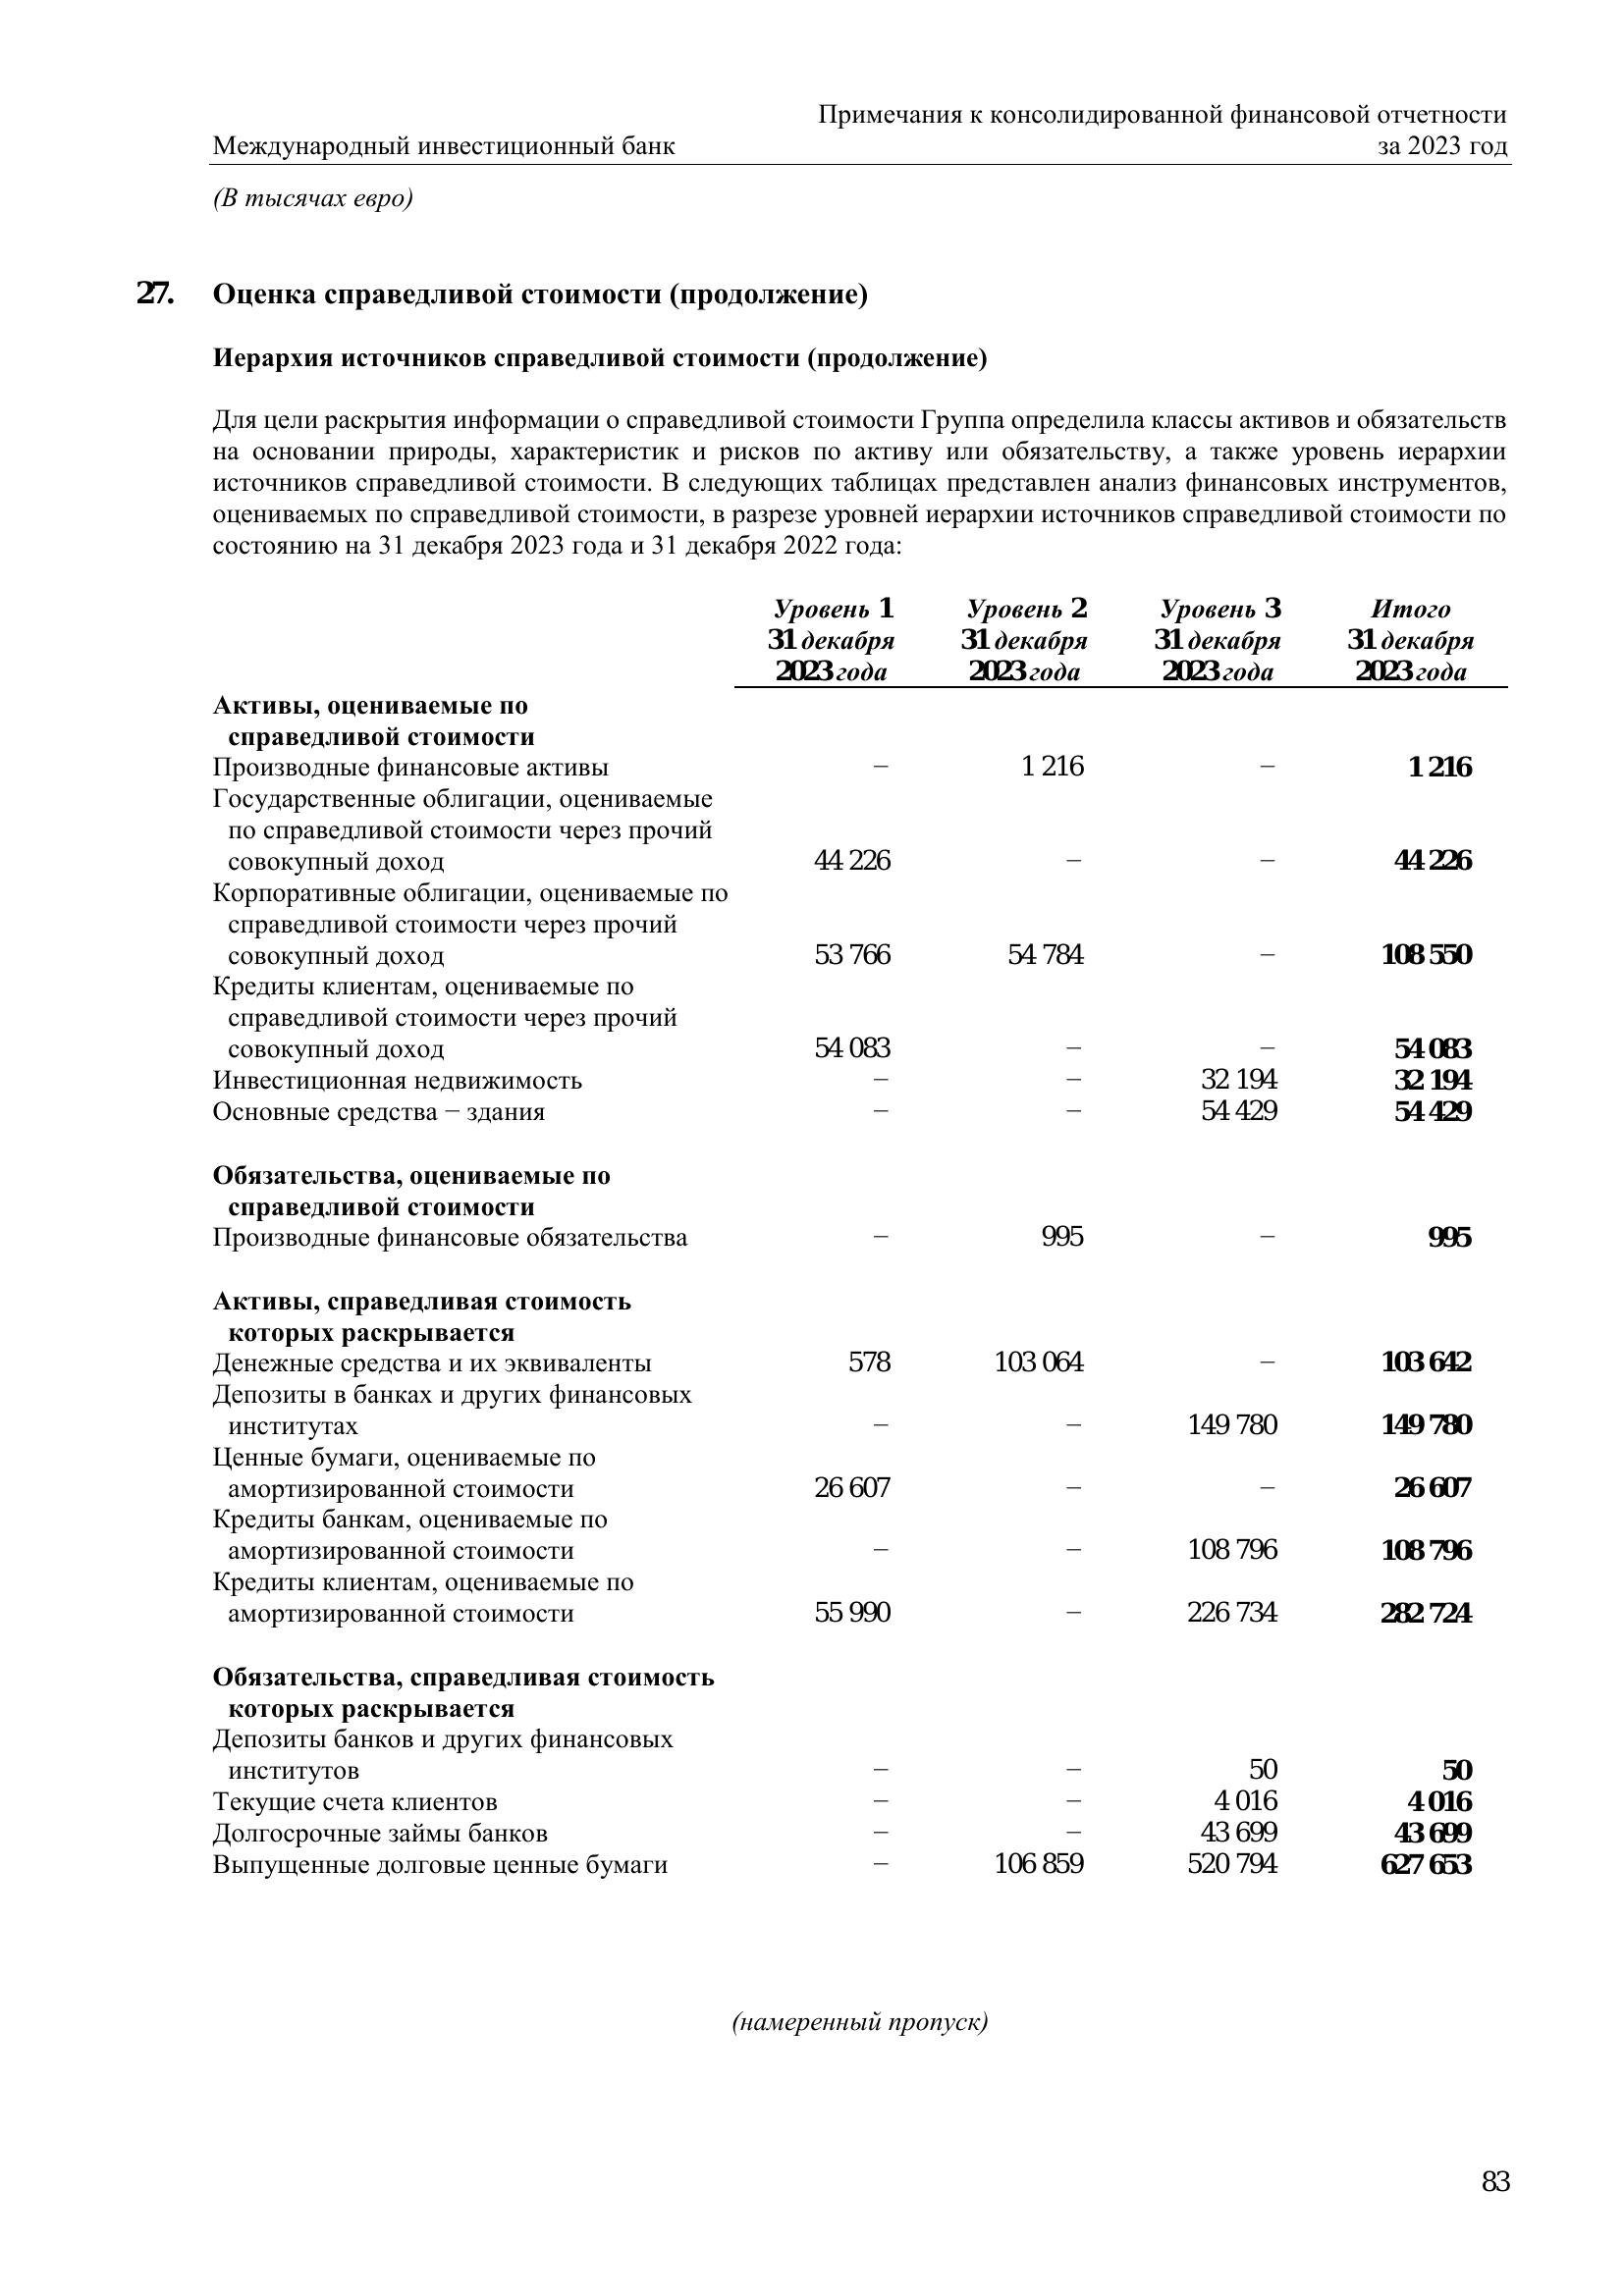 Примечания к консолидированной финансовой отчетности
Международный инвестиционный банк за 2023 год
(В тысячах евро)
27. Оценка справедливой стоимости (продолжение)
Иерархия источников справедливой стоимости (продолжение)
Для цели раскрытия информации о справедливой стоимости Группа определила классы активов и обязательств
на основании природы, характеристик и рисков по активу или обязательству, а также уровень иерархии
источников справедливой стоимости. В следующих таблицах представлен анализ финансовых инструментов,
оцениваемых по справедливой стоимости, в разрезе уровней иерархии источников справедливой стоимости по
состоянию на 31 декабря 2023 года и 31 декабря 2022 года:
Уровень 1 Уровень 2 Уровень 3 Итого
31 декабря 31 декабря 31 декабря 31 декабря
2023 года 2023 года 2023 года 2023 года
Активы, оцениваемые по
справедливой стоимости
Производные финансовые активы – 1 216 – 1 216
Государственные облигации, оцениваемые
по справедливой стоимости через прочий
совокупный доход 44 226 – – 44 226
Корпоративные облигации, оцениваемые по
справедливой стоимости через прочий
совокупный доход 53 766 54 784 – 108 550
Кредиты клиентам, оцениваемые по
справедливой стоимости через прочий
совокупный доход 54 083 – – 54 083
Инвестиционная недвижимость – – 32 194 32 194
Основные средства – здания – – 54 429 54 429
Обязательства, оцениваемые по
справедливой стоимости
Производные финансовые обязательства – 995 – 995
Активы, справедливая стоимость
которых раскрывается
Денежные средства и их эквиваленты 578 103 064 – 103 642
Депозиты в банках и других финансовых
институтах – – 149 780 149 780
Ценные бумаги, оцениваемые по
амортизированной стоимости 26 607 – – 26 607
Кредиты банкам, оцениваемые по
амортизированной стоимости – – 108 796 108 796
Кредиты клиентам, оцениваемые по
амортизированной стоимости 55 990 – 226 734 282 724
Обязательства, справедливая стоимость
которых раскрывается
Депозиты банков и других финансовых
институтов – – 50 50
Текущие счета клиентов – – 4 016 4 016
Долгосрочные займы банков – – 43 699 43 699
Выпущенные долговые ценные бумаги – 106 859 520 794 627 653
(намеренный пропуск)
83